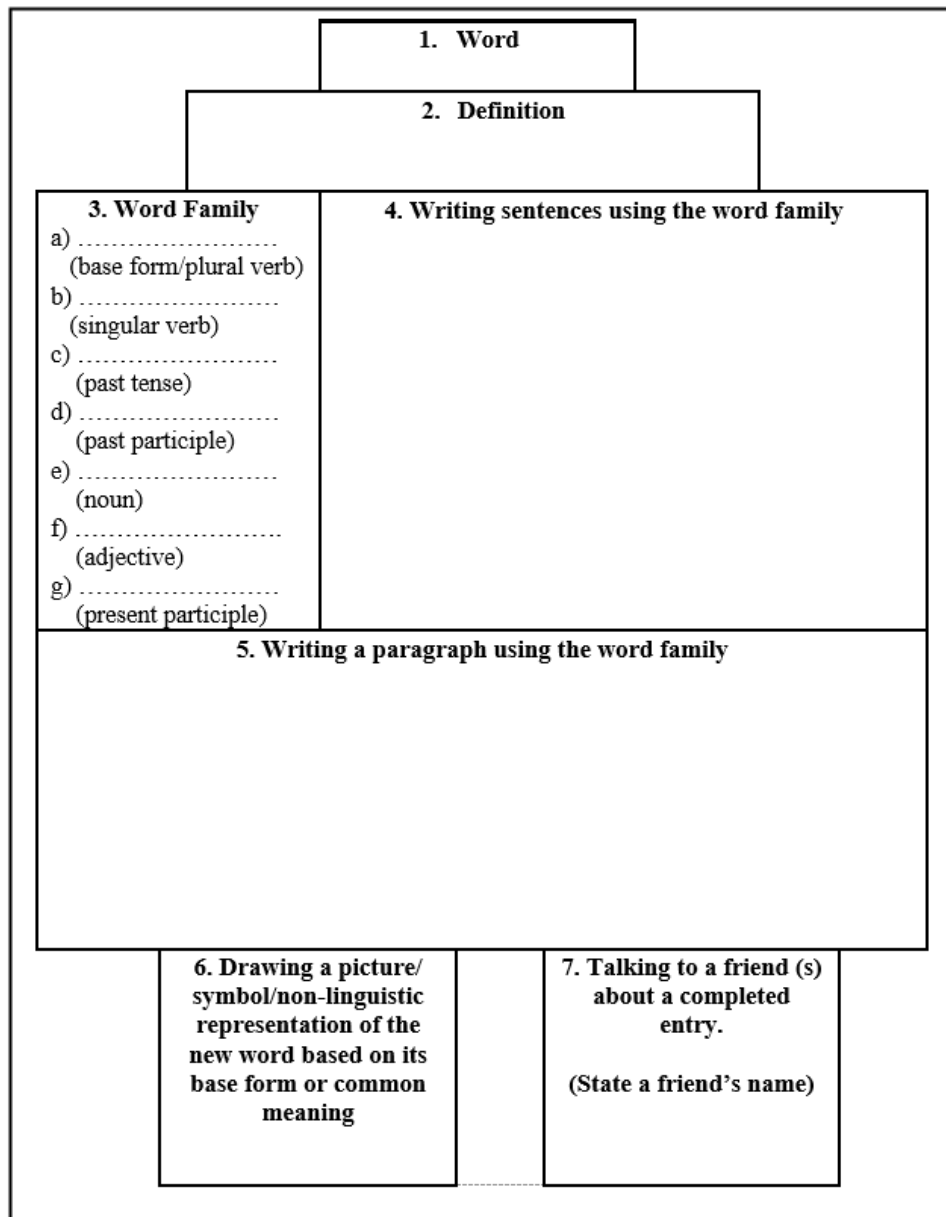 1. Word
2. Definition
3. Word Family
a) ……………………
(base form/plural verb)
b) ……………………
(singular verb)
c) ……………………
(past tense)
d) ……………………
(past participle)
e) ……………………
(noun)
f) …………………….
(adjective)
g) ……………………
(present participle)
4. Writing sentences using the word family
5. Writing a paragraph using the word family
6. Drawing a picture/
symbol/non-linguistic
representation of the
new word based on its
base form or common
meaning
7. Talking to a friend (s)
about a completed
entry.
(State a friend’s name)